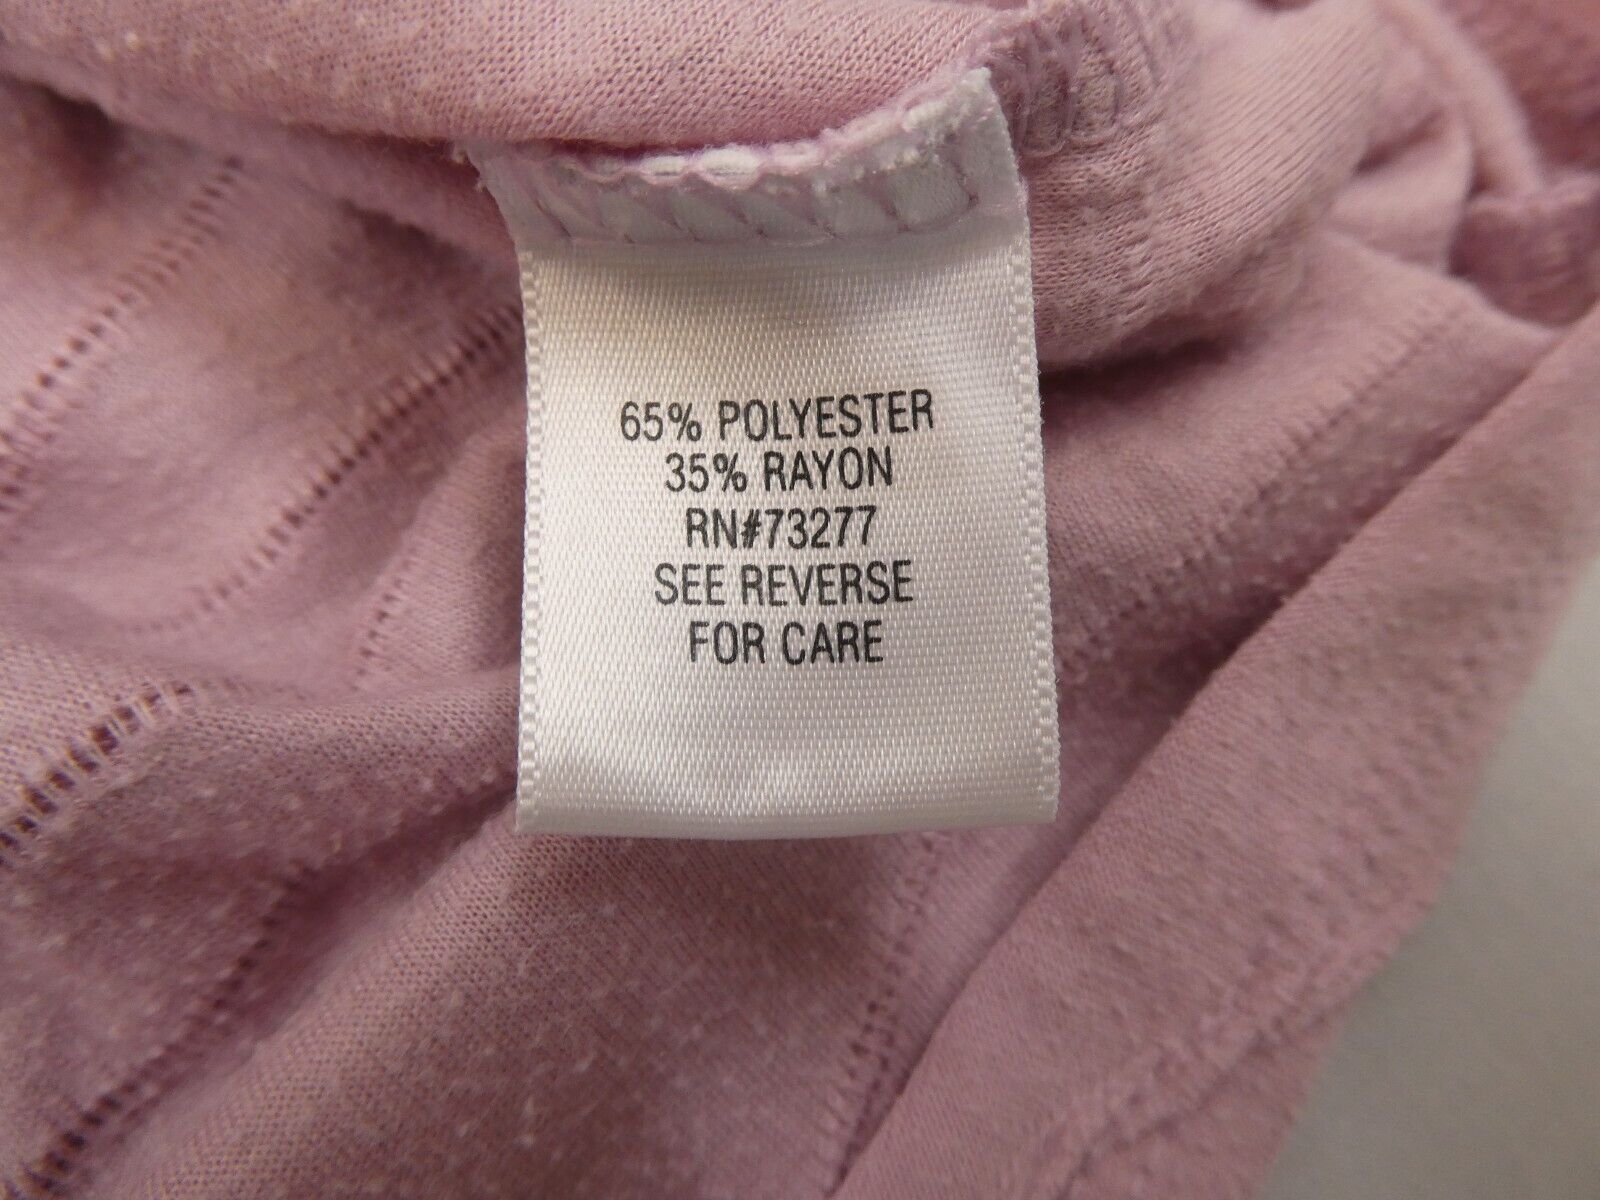 65% POLYESTER
35% RAYON
RN#73277
SEE REVERSE
FOR CARE